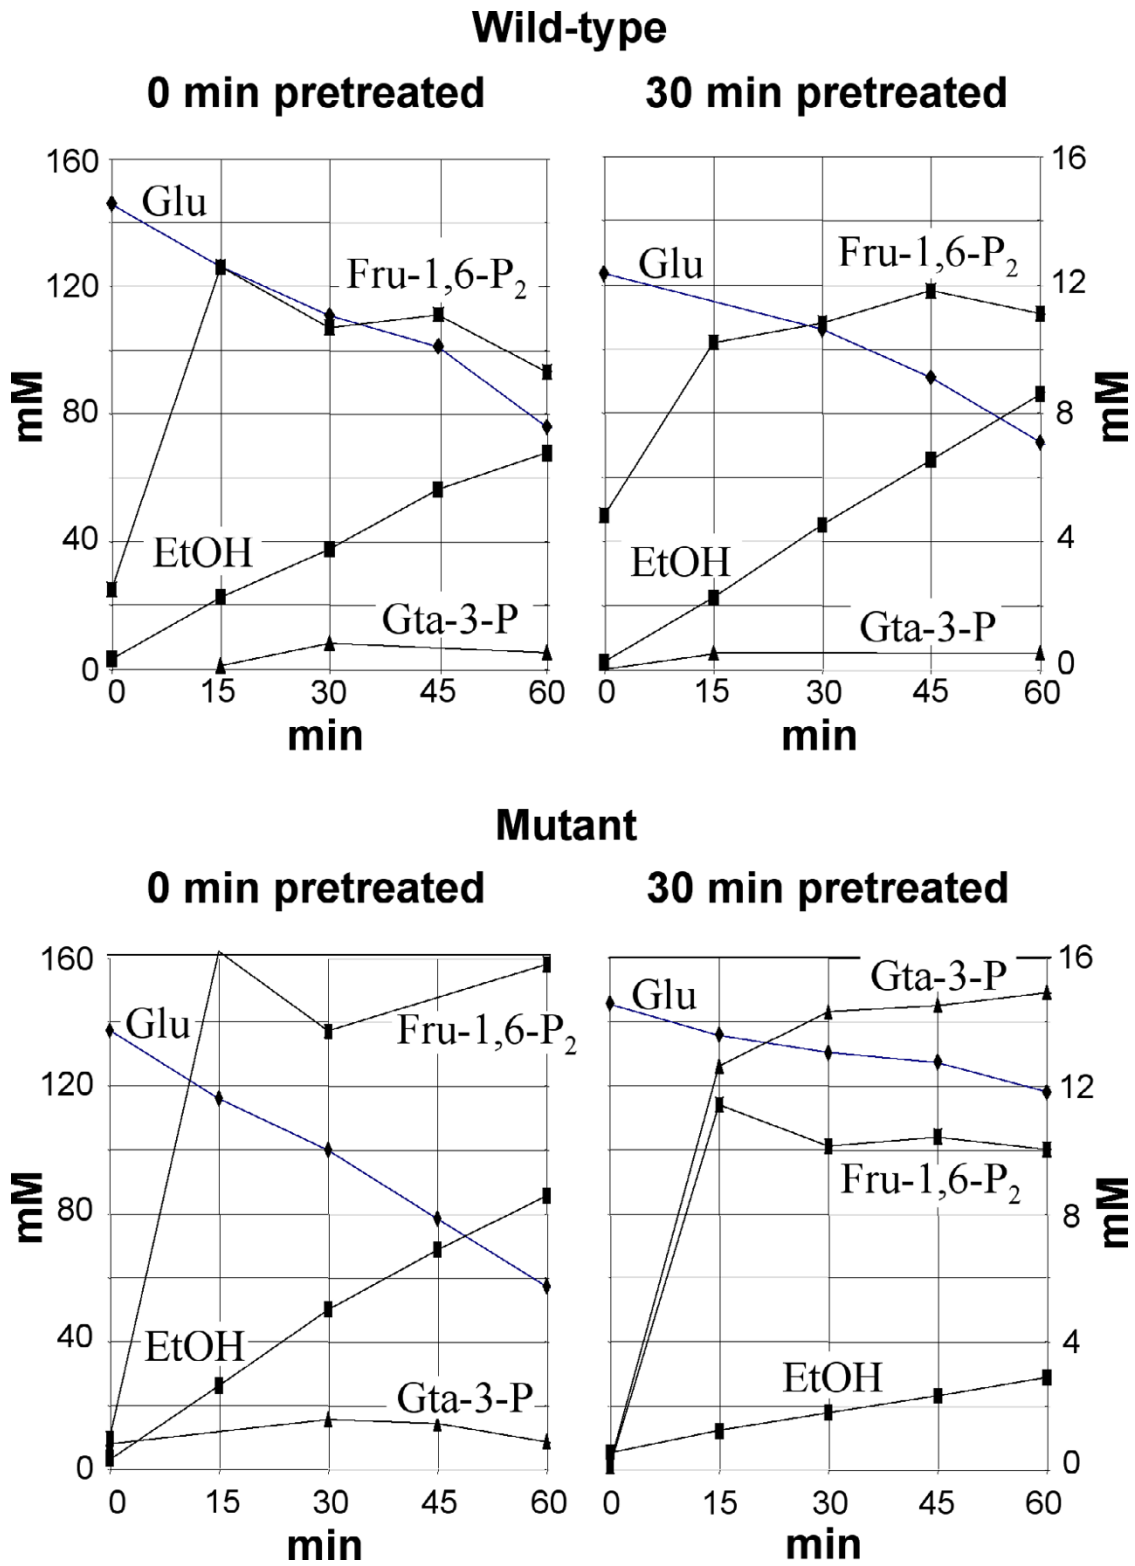 Wild-type
0 min pretreated
30 min pretreated
160
120
80
40
0
mM
Glu
Fru-1,6-P2
EtOH
Gta-3-P
0 15 30 45 60
min
16
12
8
4
0
mM
Glu
Fru-1,6-P2
EtOH
Gta-3-P
0 15 30 45 60
min
Mutant
0 min pretreated
30 min pretreated
160
120
80
40
0
mM
Glu
Fru-1,6-P2
EtOH
Gta-3-P
0 15 30 45 60
min
16
12
8
4
0
mM
Gta-3-P
Glu
Fru-1,6-P2
EtOH
0 15 30 45 60
min